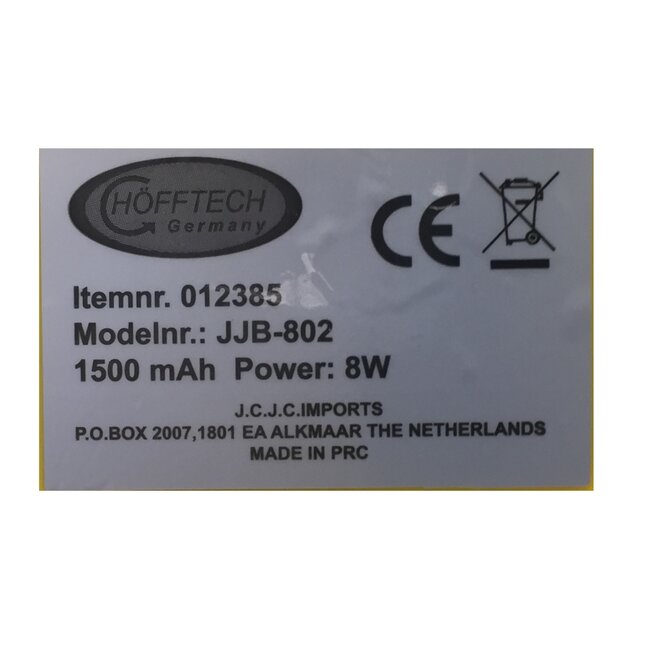 HÖFFTECH
Germany
CE
Itemnr. 012385
Modelnr.: JJB-802
1500 mAh Power: 8W
J.C.J.C.IMPORTS
P.O.BOX 2007,1801 EA ALKMAAR THE NETHERLANDS
MADE IN PRC